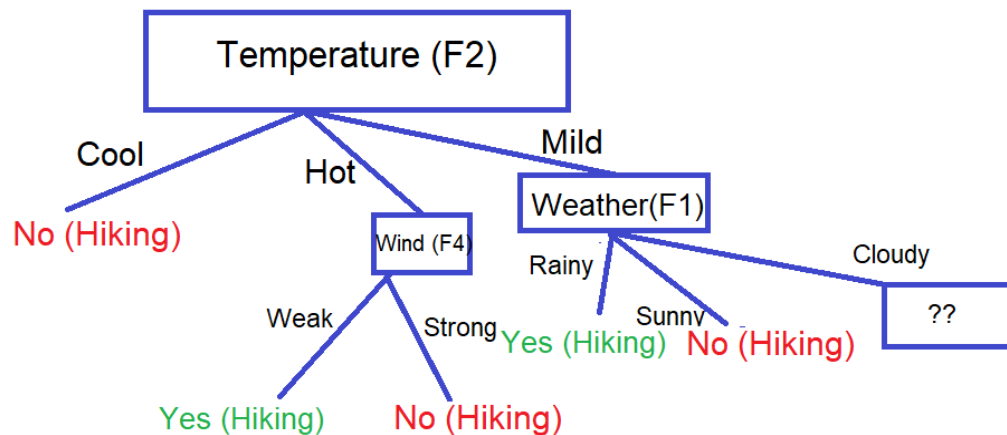 Temperature (F2)
Cool
Hot
Mild
No (Hiking)
Wind (F4)
Weather(F1)
Rainy
Sunny
Cloudy
??
Weak
Strong
Yes (Hiking)
No (Hiking)
Yes (Hiking)
No (Hiking)